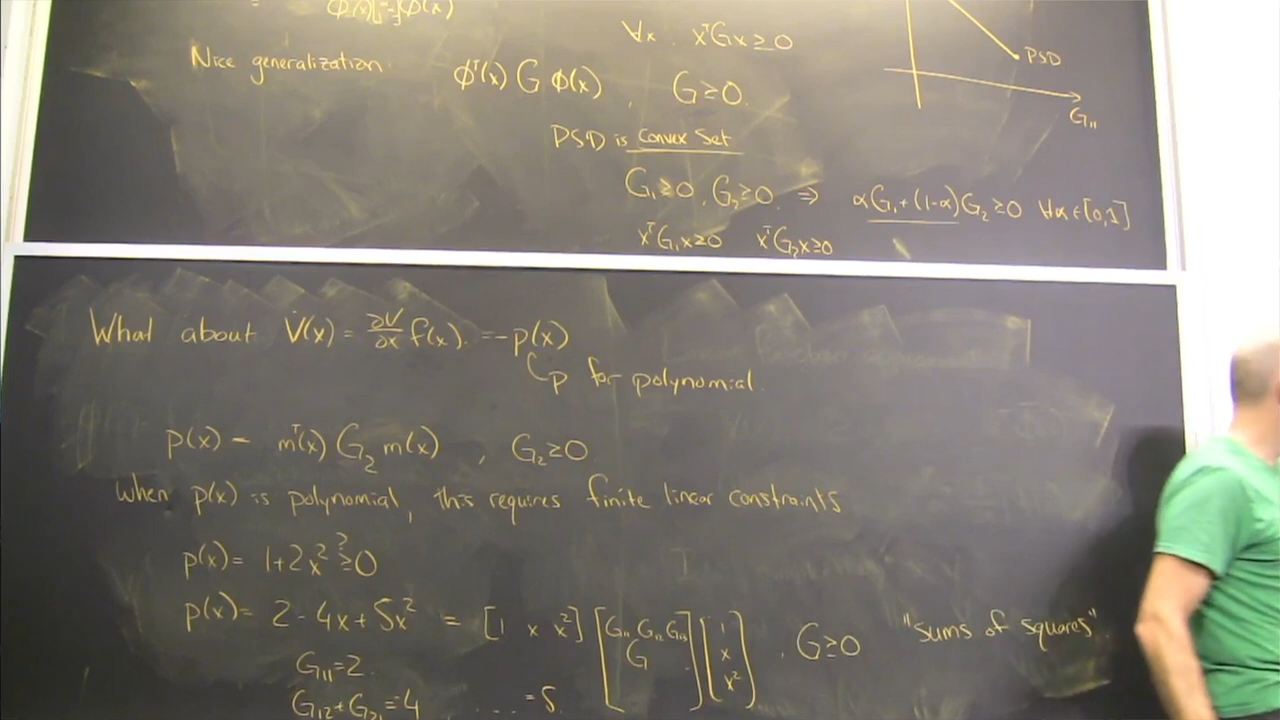 ϕ(x)
∀x. xᵀGx ≥ 0
PSD
G₁₁
Nice generalization
ϕᵀ(x) G ϕ(x), G ≥ 0.
PSD is Convex Set
G₁ ≥ 0, G₂ ≥ 0 ⇒ αG₁ + (1-α)G₂ ≥ 0 ∀α ∈ [0,1]
xᵀG₁x ≥ 0 xᵀG₂x ≥ 0
What about V̇(x) = ∂V/∂x f(x). = -p(x)
p for polynomial.
p(x) = mᵀ(x) G₂ m(x), G₂ ≥ 0
When p(x) is polynomial, this requires finite linear constraints
p(x) = 1 + 2x² ≥? 0
p(x) = 2 - 4x + 5x² = [1 x x²] [G₁₁ G₁₂ G₁₃ G] [1 x x²], G ≥ 0 "sums of squares"
G₁₁ = 2
G₁₂ + G₂₁ = 4 .... = 5.